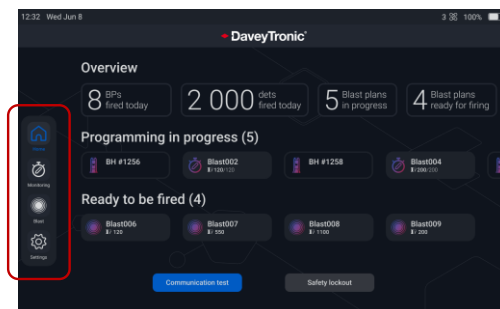 12:32 Wed Jun 8
3 100%
DaveyTronic
Overview
8 BPs fired today
2 000 dets fired today
5 Blast plans in progress
4 Blast plans ready for firing
Home
Monitoring
Blast
Settings
Programming in progress (5)
BH #1256
Blast002
120/120
BH #1258
Blast004
200/200
Ready to be fired (4)
Blast006
/ 120
Blast007
/ 550
Blast008
/ 1100
Blast009
/ 200
Communication test
Safety lockout